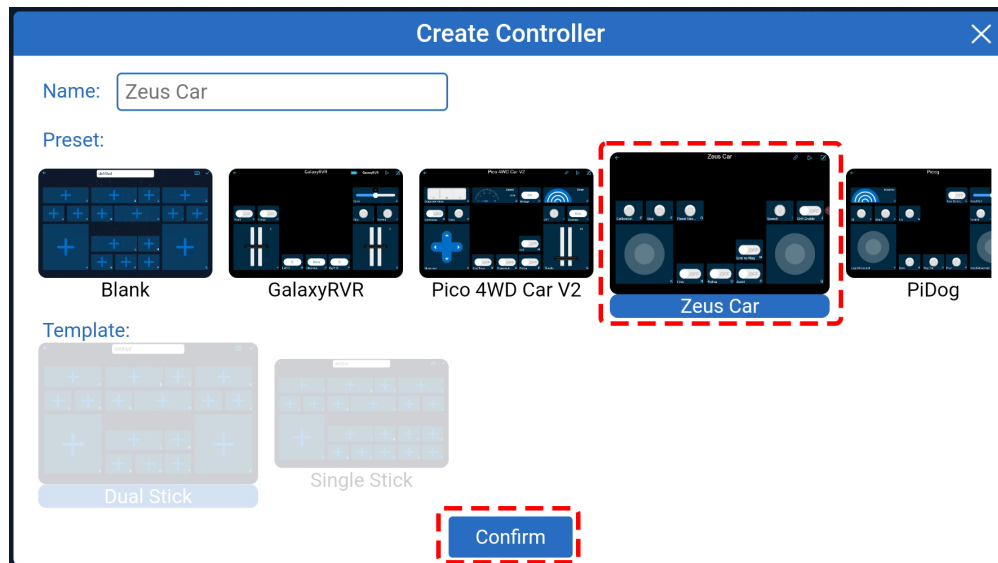 Create Controller
Name: Zeus Car
Preset:
Blank
GalaxyRVR
Pico 4WD Car V2
Zeus Car
PiDog
Template:
Dual Stick
Single Stick
Confirm